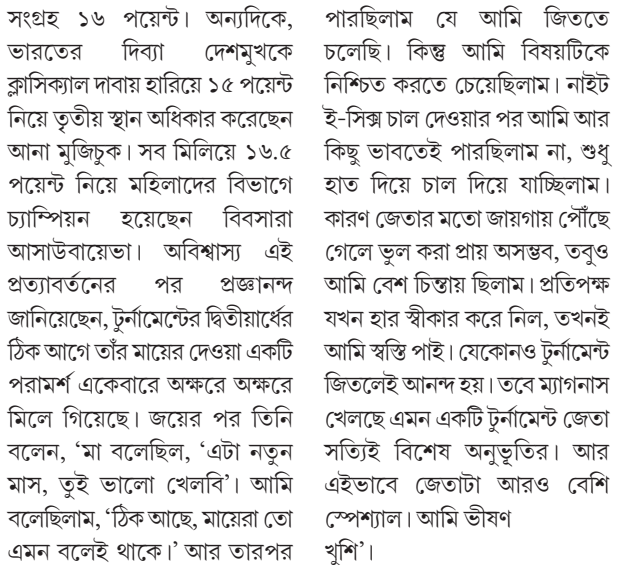 সংগ্রহ ১৬ পয়েন্ট। অন্যদিকে,
ভারতের দিব্যা দেশমুখকে
ক্লাসিক্যাল দাবায় হারিয়ে ১৫ পয়েন্ট
নিয়ে তৃতীয় স্থান অধিকার করেছেন
আনা মুজিচুক। সব মিলিয়ে ১৬.৫
পয়েন্ট নিয়ে মহিলাদের বিভাগে
চ্যাম্পিয়ন হয়েছেন বিবসারা
আসাউবায়েভা। অবিশ্বাস্য এই
প্রত্যাবর্তনের পর প্রজ্ঞানন্দ
জানিয়েছেন, টুর্নামেন্টের দ্বিতীয়ার্ধের
ঠিক আগে তাঁর মায়ের দেওয়া একটি
পরামর্শ একেবারে অক্ষরে অক্ষরে
মিলে গিয়েছে। জয়ের পর তিনি
বলেন, ‘মা বলেছিল, ‘এটা নতুন
মাস, তুই ভালো খেলবি’। আমি
বলেছিলাম, ‘ঠিক আছে, মায়েরা তো
এমন বলেই থাকে।’ আর তারপর
পারছিলাম যে আমি জিততে
চলেছি। কিন্তু আমি বিষয়টিকে
নিশ্চিত করতে চেয়েছিলাম। নাইট
ই-সিক্স চাল দেওয়ার পর আমি আর
কিছু ভাবতেই পারছিলাম না, শুধু
হাত দিয়ে চাল দিয়ে যাচ্ছিলাম।
কারণ জেতার মতো জায়গায় পৌঁছে
গেলে ভুল করা প্রায় অসম্ভব, তবুও
আমি বেশ চিন্তায় ছিলাম। প্রতিপক্ষ
যখন হার স্বীকার করে নিল, তখনই
আমি স্বস্তি পাই। যেকোনও টুর্নামেন্ট
জিতলেই আনন্দ হয়। তবে ম্যাগনাস
খেলছে এমন একটি টুর্নামেন্ট জেতা
সত্যিই বিশেষ অনুভূতির। আর
এইভাবে জেতাটা আরও বেশি
স্পেশ্যাল। আমি ভীষণ
খুশি’।